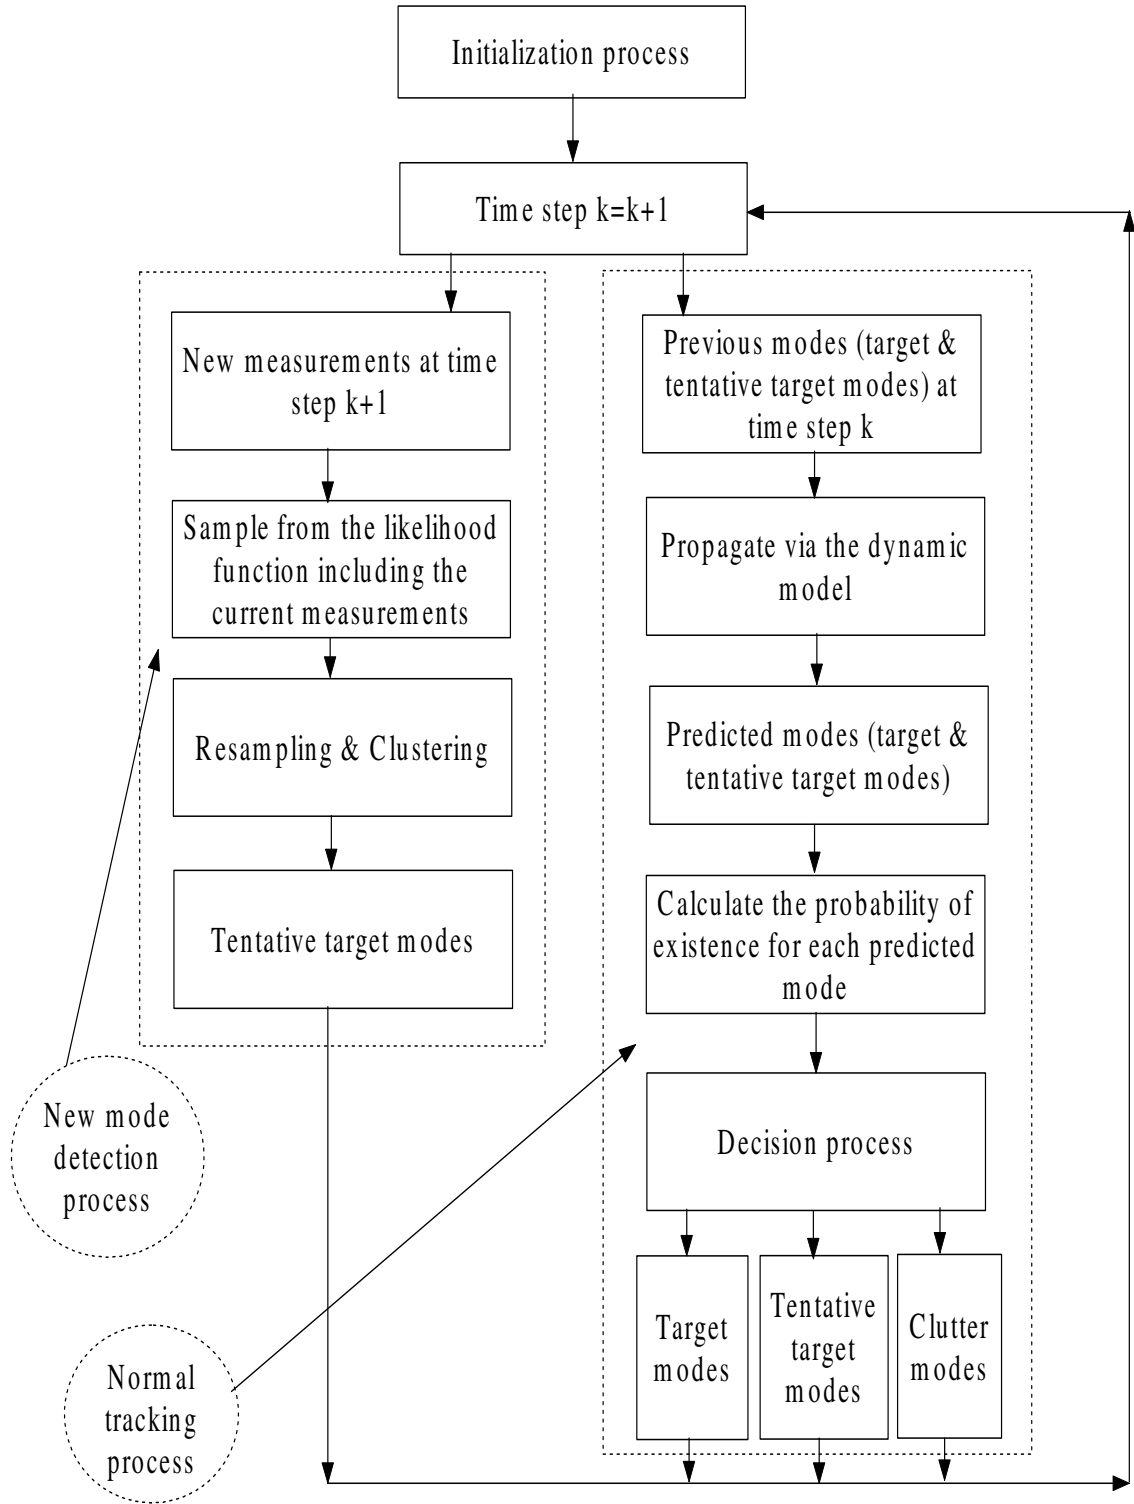 Initialization process
Time step k=k+1
New measurements at time
step k+1
Sample from the likelihood
function including the
current measurements
Resampling & Clustering
Tentative target modes
New mode
detection
process
Normal
tracking
process
Previous modes (target &
tentative target modes) at
time step k
Propagate via the dynamic
model
Predicted modes (target &
tentative target modes)
Calculate the probability of
existence for each predicted
mode
Decision process
Target
modes
Tentative
target
modes
Clutter
modes